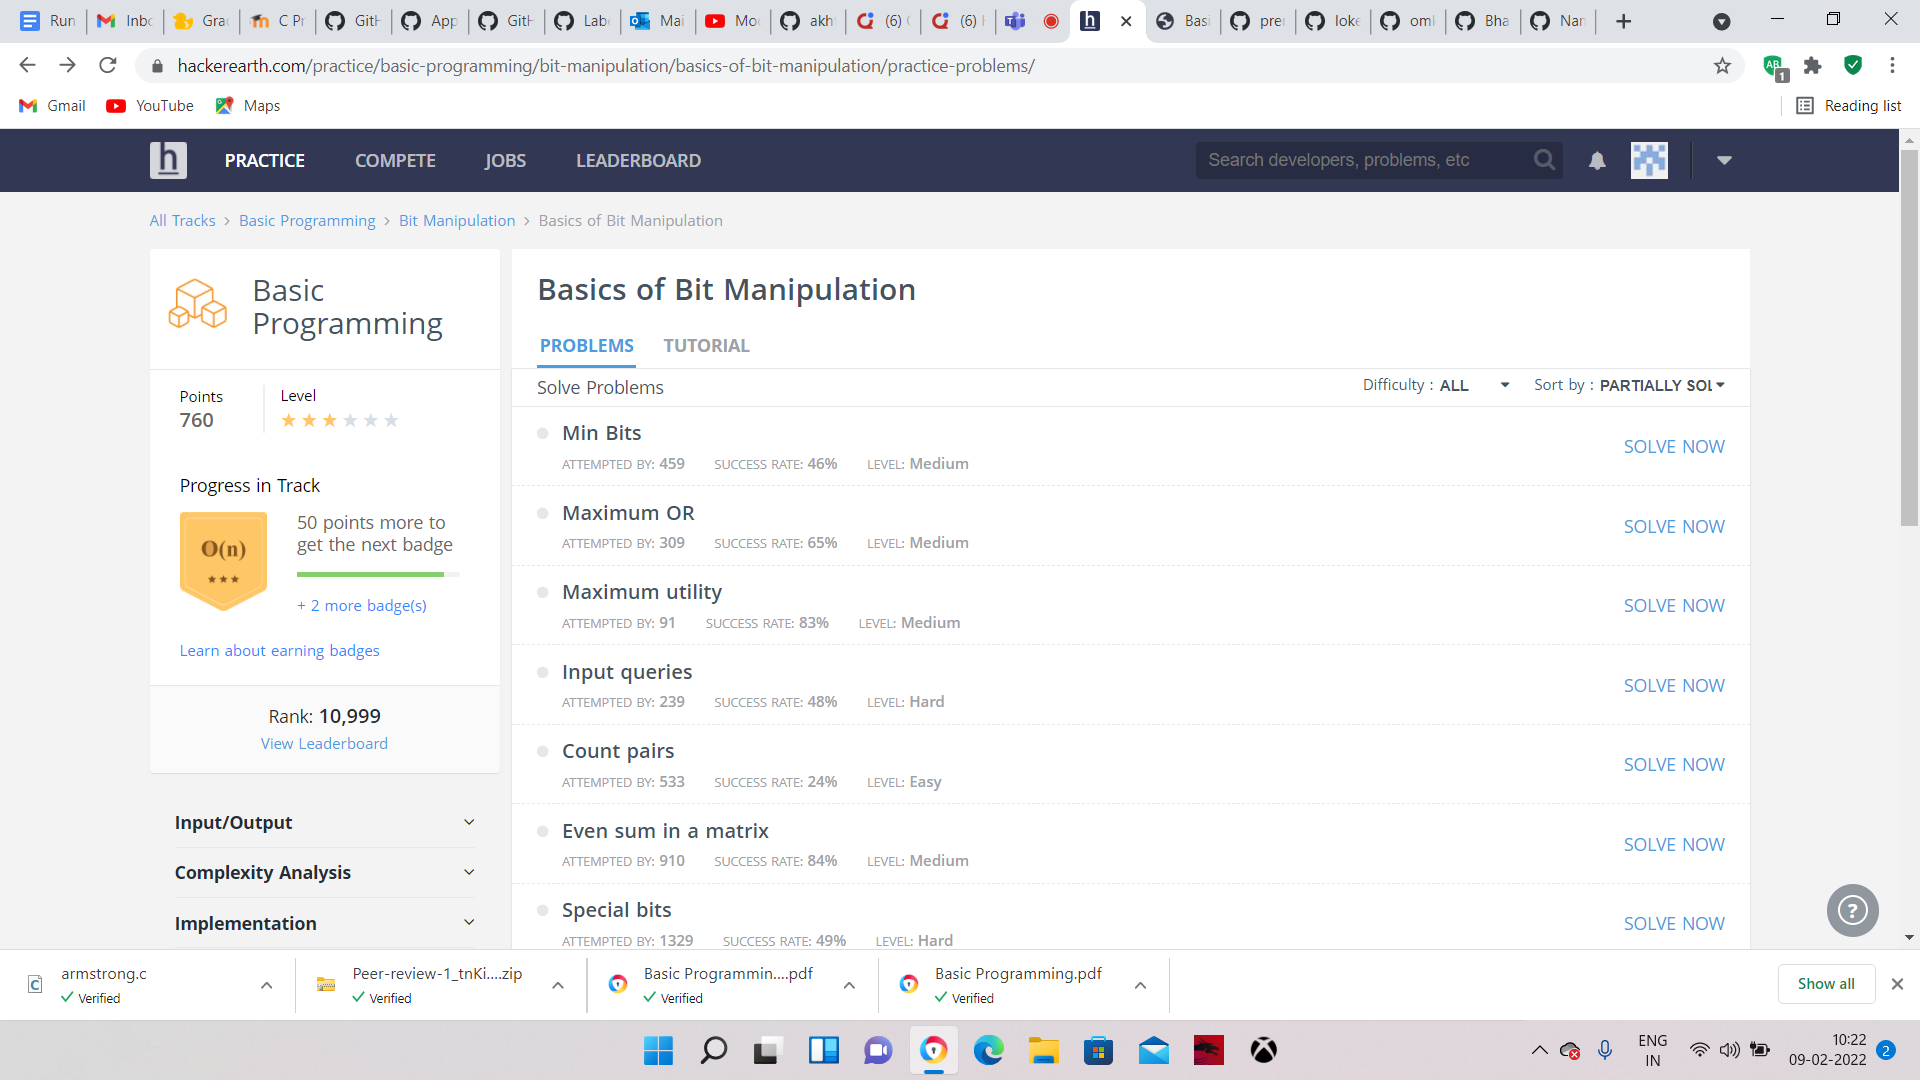 Run
Inbo
Gra
C Pr
GitH
App
GitH
Lab
Mai
Mo
akh
(6)
(6)
Basi
pre
loke
oml
Bha
Nan
hackerearth.com/practice/basic-programming/bit-manipulation/basics-of-bit-manipulation/practice-problems/
1
Gmail
YouTube
Maps
Reading list
h
PRACTICE
COMPETE
JOBS
LEADERBOARD
Search developers, problems, etc
All Tracks > Basic Programming > Bit Manipulation > Basics of Bit Manipulation
Basic
Programming
Points
760
Level
Progress in Track
O(n)
50 points more to
get the next badge
+ 2 more badge(s)
Learn about earning badges
Rank: 10,999
View Leaderboard
Input/Output
Complexity Analysis
Implementation
Basics of Bit Manipulation
PROBLEMS
TUTORIAL
Solve Problems
Difficulty : ALL
Sort by : PARTIALLY SOL
Min Bits
ATTEMPTED BY: 459 SUCCESS RATE: 46% LEVEL: Medium
SOLVE NOW
Maximum OR
ATTEMPTED BY: 309 SUCCESS RATE: 65% LEVEL: Medium
SOLVE NOW
Maximum utility
ATTEMPTED BY: 91 SUCCESS RATE: 83% LEVEL: Medium
SOLVE NOW
Input queries
ATTEMPTED BY: 239 SUCCESS RATE: 48% LEVEL: Hard
SOLVE NOW
Count pairs
ATTEMPTED BY: 533 SUCCESS RATE: 24% LEVEL: Easy
SOLVE NOW
Even sum in a matrix
ATTEMPTED BY: 910 SUCCESS RATE: 84% LEVEL: Medium
SOLVE NOW
Special bits
ATTEMPTED BY: 1329 SUCCESS RATE: 49% LEVEL: Hard
SOLVE NOW
?
armstrong.c
Verified
Peer-review-1_tnKi....zip
Verified
Basic Programmin....pdf
Verified
Basic Programming.pdf
Verified
Show all
ENG
IN
10:22
09-02-2022
2